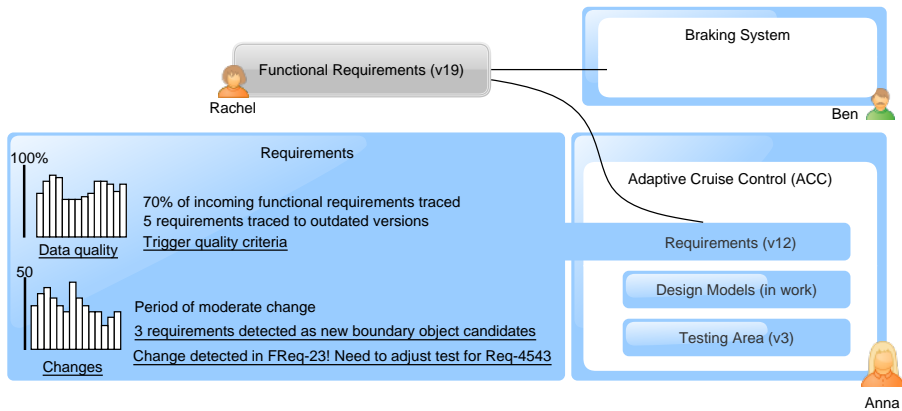 Braking System
Functional Requirements (v19)
Rachel
Ben
Requirements
100%
70% of incoming functional requirements traced
5 requirements traced to outdated versions
Data quality
Trigger quality criteria
50
Period of moderate change
3 requirements detected as new boundary object candidates
Change detected in FReq-23! Need to adjust test for Req-4543
Changes
Adaptive Cruise Control (ACC)
Requirements (v12)
Design Models (in work)
Testing Area (v3)
Anna